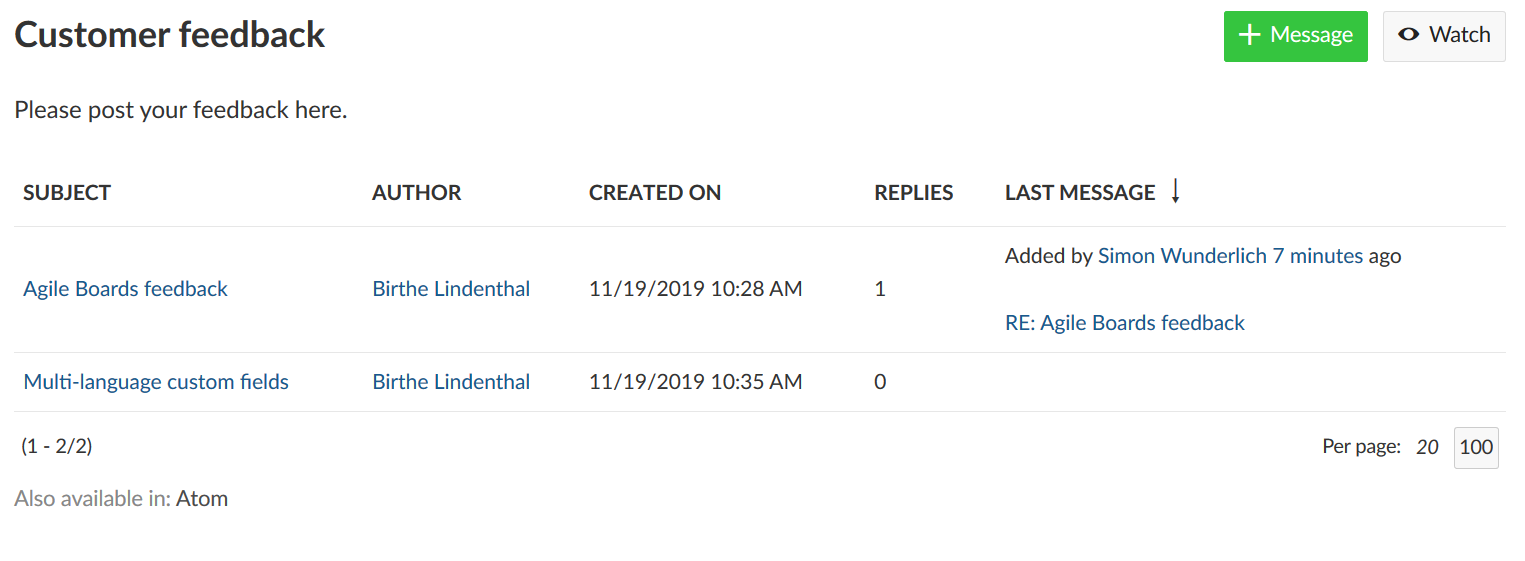 Customer feedback
Message
Watch
Please post your feedback here.
SUBJECT AUTHOR CREATED ON REPLIES LAST MESSAGE ↓
Added by Simon Wunderlich 7 minutes ago
Agile Boards feedback Birthe Lindenthal 11/19/2019 10:28 AM 1
RE: Agile Boards feedback
Multi-language custom fields Birthe Lindenthal 11/19/2019 10:35 AM 0
(1 - 2/2) Per page: 20 100
Also available in: Atom